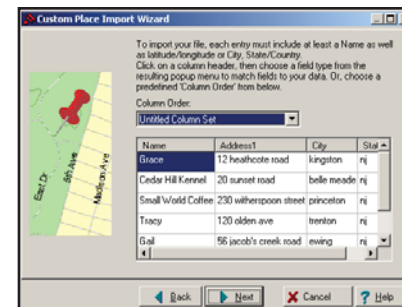 Custom Place Import Wizard
To import your file, each entry must include at least a Name as well
as latitude/longitude or City, State/Country.
Click on a column header, then choose a field type from the
resulting popup menu to match fields to your data. Or, choose a
predefined 'Column Order' from below.
Column Order:
Untitled Column Set
Name Address1 City Stat
Grace 12 heathcote road kingston nj
Cedar Hill Kennel 20 sunset road belle meade nj
Small World Coffee 230 witherspoon street princeton nj
Tracy 120 olden ave trenton nj
Gail 56 jacob's creek road ewing nj
East Dr
5th Ave
Madison Ave
Back Next Cancel ? Help